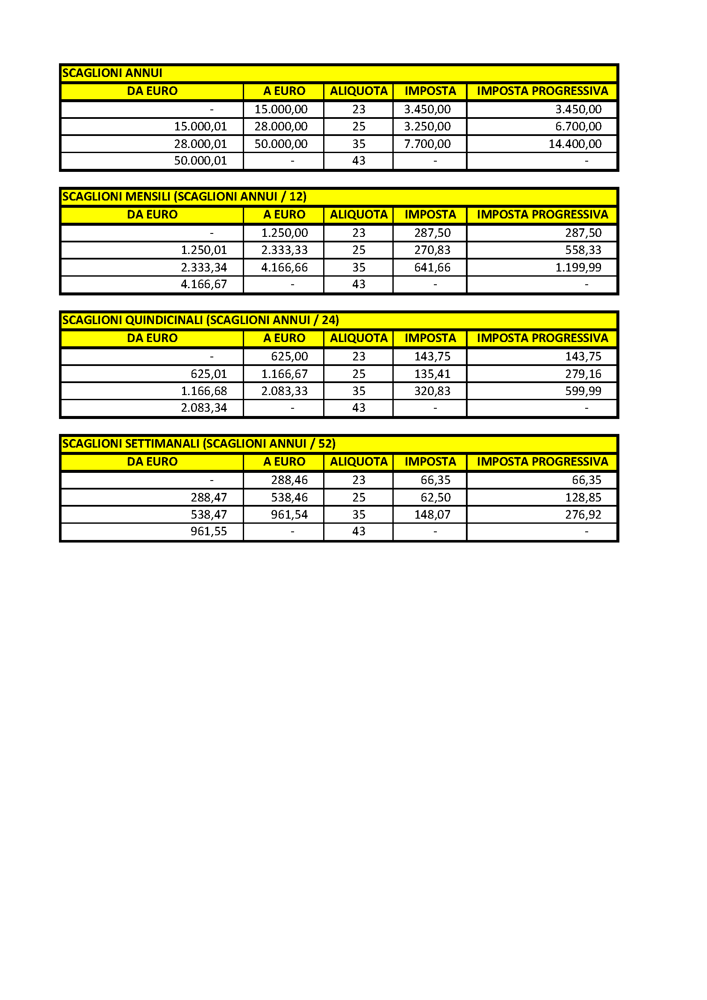 SCAGLIONI ANNUI
DA EURO A EURO ALIQUOTA IMPOSTA IMPOSTA PROGRESSIVA
- 15.000,00 23 3.450,00 3.450,00
15.000,01 28.000,00 25 3.250,00 6.700,00
28.000,01 50.000,00 35 7.700,00 14.400,00
50.000,01 - 43 - -
SCAGLIONI MENSILI (SCAGLIONI ANNUI / 12)
DA EURO A EURO ALIQUOTA IMPOSTA IMPOSTA PROGRESSIVA
- 1.250,00 23 287,50 287,50
1.250,01 2.333,33 25 270,83 558,33
2.333,34 4.166,66 35 641,66 1.199,99
4.166,67 - 43 - -
SCAGLIONI QUINDICINALI (SCAGLIONI ANNUI / 24)
DA EURO A EURO ALIQUOTA IMPOSTA IMPOSTA PROGRESSIVA
- 625,00 23 143,75 143,75
625,01 1.166,67 25 135,41 279,16
1.166,68 2.083,33 35 320,83 599,99
2.083,34 - 43 - -
SCAGLIONI SETTIMANALI (SCAGLIONI ANNUI / 52)
DA EURO A EURO ALIQUOTA IMPOSTA IMPOSTA PROGRESSIVA
- 288,46 23 66,35 66,35
288,47 538,46 25 62,50 128,85
538,47 961,54 35 148,07 276,92
961,55 - 43 - -